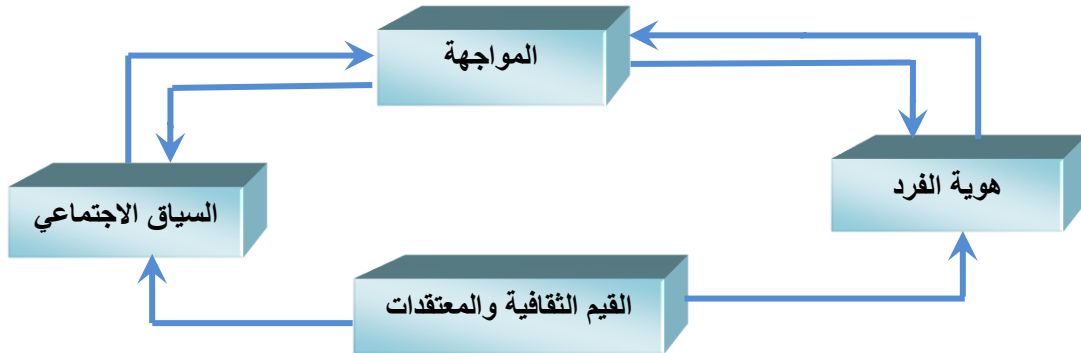 المواجهة
هوية الفرد
السياق الاجتماعي
القيم الثقافية والمعتقدات